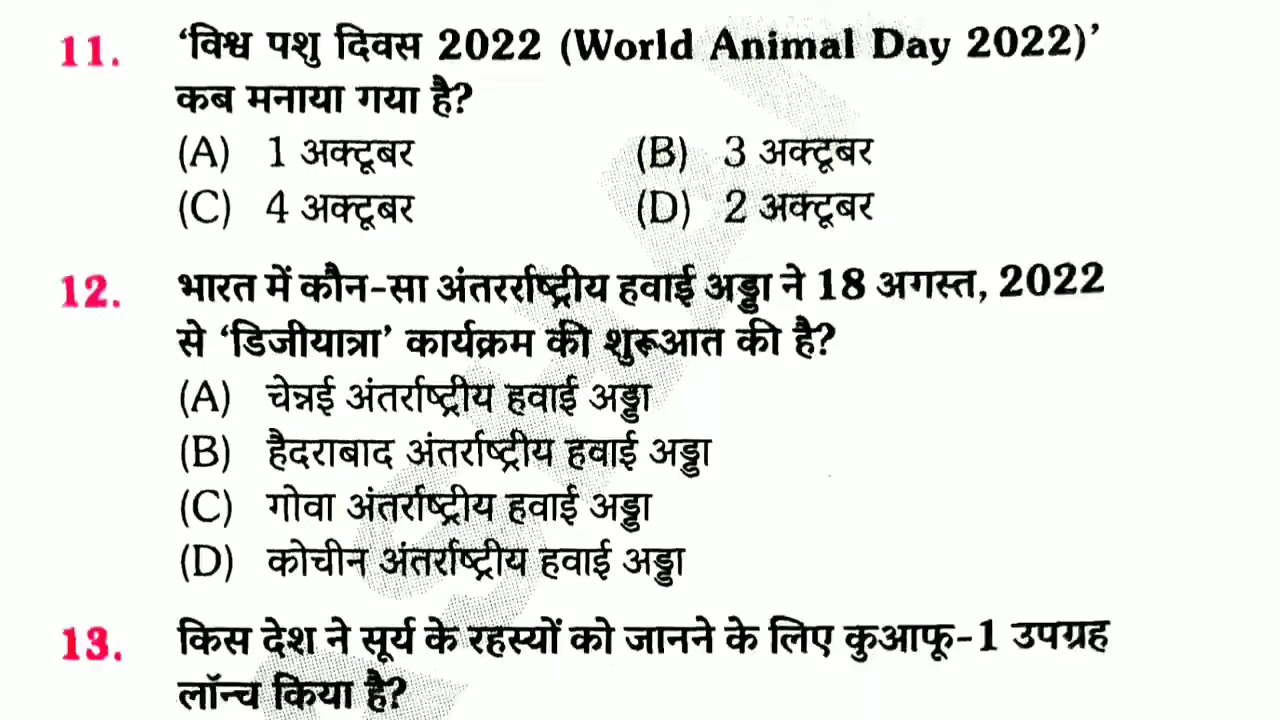 11. ‘विश्व पशु दिवस 2022 (World Animal Day 2022)’
कब मनाया गया है?
(A) 1 अक्टूबर (B) 3 अक्टूबर
(C) 4 अक्टूबर (D) 2 अक्टूबर
12. भारत में कौन-सा अंतरर्राष्ट्रीय हवाई अड्डा ने 18 अगस्त, 2022
से ‘डिजीयात्रा’ कार्यक्रम की शुरूआत की है?
(A) चेन्नई अंतर्राष्ट्रीय हवाई अड्डा
(B) हैदराबाद अंतर्राष्ट्रीय हवाई अड्डा
(C) गोवा अंतर्राष्ट्रीय हवाई अड्डा
(D) कोचीन अंतर्राष्ट्रीय हवाई अड्डा
13. किस देश ने सूर्य के रहस्यों को जानने के लिए कुआफू-1 उपग्रह
लॉन्च किया है?